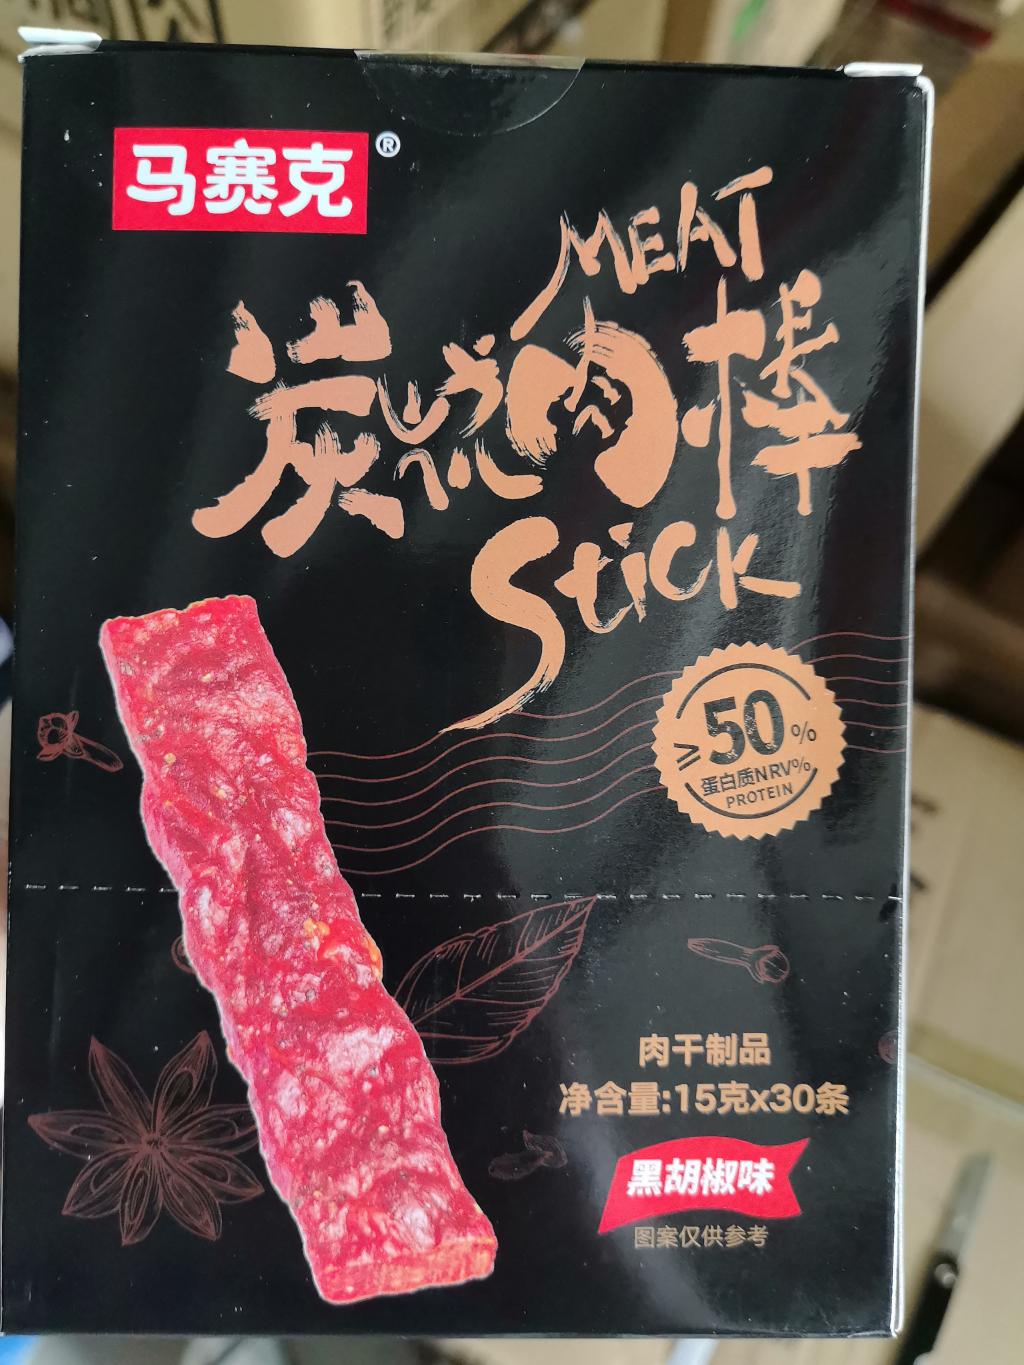 马赛克®
MEAT
炭烧肉棒
Stick
≥50%
蛋白质NRV%
PROTEIN
肉干制品
净含量:15克x30条
黑胡椒味
图案仅供参考